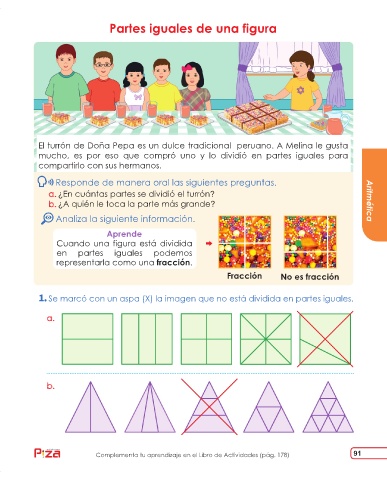 Partes iguales de una figura
El turrón de Doña Pepa es un dulce tradicional peruano. A Melina le gusta
mucho, es por eso que compró uno y lo dividió en partes iguales para
compartirlo con sus hermanos.
Responde de manera oral las siguientes preguntas.
a. ¿En cuántas partes se dividió el turrón?
b. ¿A quién le toca la parte más grande?
Aritmética
Analiza la siguiente información.
Aprende
Cuando una figura está dividida
en partes iguales podemos
representarla como una fracción.
Fracción
No es fracción
1. Se marcó con un aspa (X) la imagen que no está dividida en partes iguales.
a.
b.
Complementa tu aprendizaje en el Libro de Actividades (pág. 178)
91